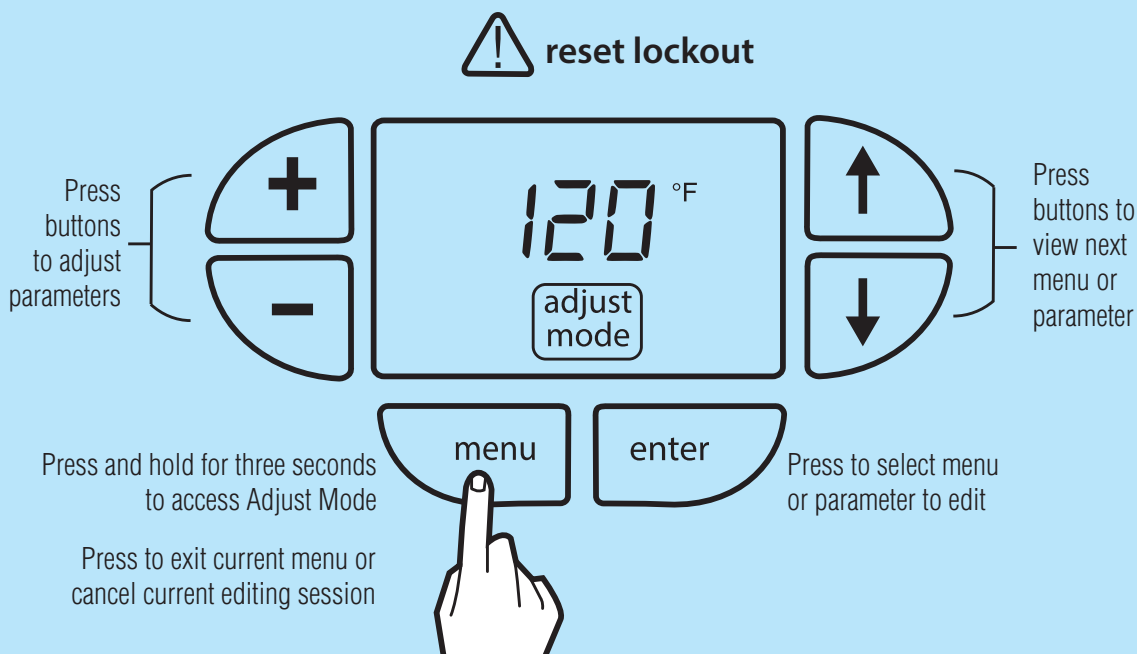 reset lockout
Press
buttons
to adjust
parameters
+
-
120 °F
adjust
mode
Press
buttons to
view next
menu or
parameter
menu
enter
Press and hold for three seconds
to access Adjust Mode
Press to exit current menu or
cancel current editing session
Press to select menu
or parameter to edit